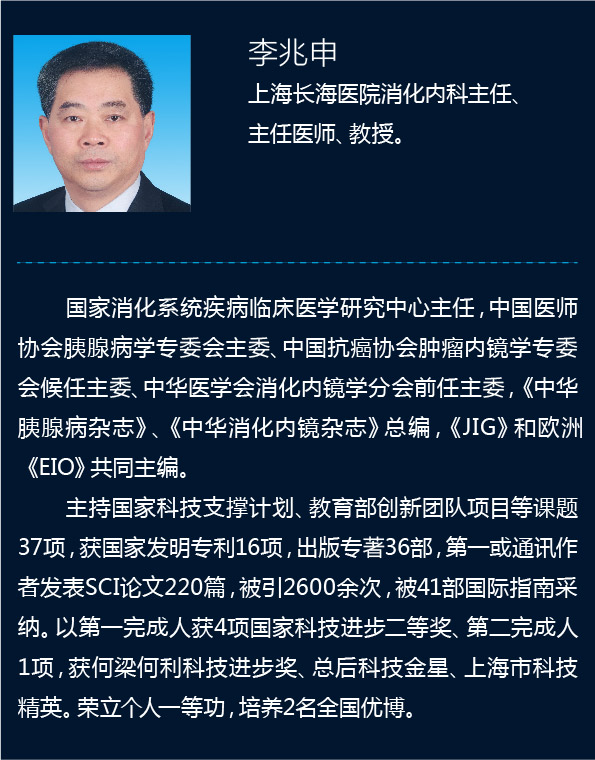 李兆申
上海长海医院消化内科主任、
主任医师、教授。
国家消化系统疾病临床医学研究中心主任，中国医师
协会胰腺病学专委会主委、中国抗癌协会肿瘤内镜学专委
会候任主委、中华医学会消化内镜学分会前任主委，《中华
胰腺病杂志》、《中华消化内镜杂志》总编，《JIG》和欧洲
《EIO》共同主编。
主持国家科技支撑计划、教育部创新团队项目等课题
37项，获国家发明专利16项，出版专著36部，第一或通讯作
者发表SCI论文220篇，被引2600余次，被41部国际指南采
纳。以第一完成人获4项国家科技进步二等奖、第二完成人
1项，获何梁何利科技进步奖、总后科技金星、上海市科技
精英。荣立个人一等功，培养2名全国优博。